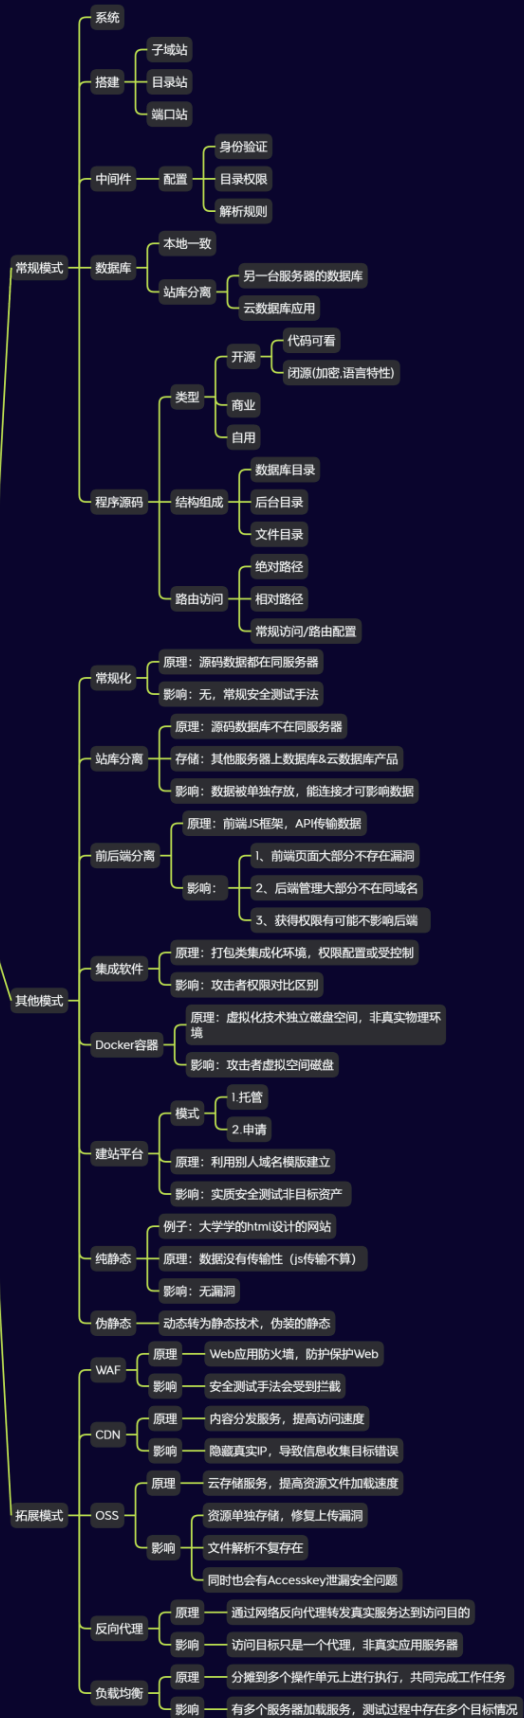 系统
搭建
子域站
目录站
端口站
中间件
配置
身份验证
目录权限
解析规则
常规模式
数据库
本地一致
站库分离
另一台服务器的数据库
云数据库应用
程序源码
类型
开源
代码可看
闭源(加密,语言特性)
商业
自用
结构组成
数据库目录
后台目录
文件目录
路由访问
绝对路径
相对路径
常规访问/路由配置
其他模式
常规化
原理：源码数据都在同服务器
影响：无，常规安全测试手法
站库分离
原理：源码数据库不在同服务器
存储：其他服务器上数据库&云数据库产品
影响：数据被单独存放，能连接才可影响数据
前后端分离
原理：前端JS框架，API传输数据
影响：
1、前端页面大部分不存在漏洞
2、后端管理大部分不在同域名
3、获得权限有可能不影响后端
集成软件
原理：打包类集成化环境，权限配置或受控制
影响：攻击者权限对比区别
Docker容器
原理：虚拟化技术独立磁盘空间，非真实物理环
境
影响：攻击者虚拟空间磁盘
建站平台
模式
1.托管
2.申请
原理：利用别人域名模版建立
影响：实质安全测试非目标资产
纯静态
例子：大学学的html设计的网站
原理：数据没有传输性（js传输不算）
影响：无漏洞
伪静态
动态转为静态技术，伪装的静态
拓展模式
WAF
原理
Web应用防火墙，防护保护Web
影响
安全测试手法会受到拦截
CDN
原理
内容分发服务，提高访问速度
影响
隐藏真实IP，导致信息收集目标错误
OSS
原理
云存储服务，提高资源文件加载速度
影响
资源单独存储，修复上传漏洞
文件解析不复存在
同时也会有Accesskey泄漏安全问题
反向代理
原理
通过网络反向代理转发真实服务达到访问目的
影响
访问目标只是一个代理，非真实应用服务器
负载均衡
原理
分摊到多个操作单元上进行执行，共同完成工作任务
影响
有多个服务器加载服务，测试过程中存在多个目标情况